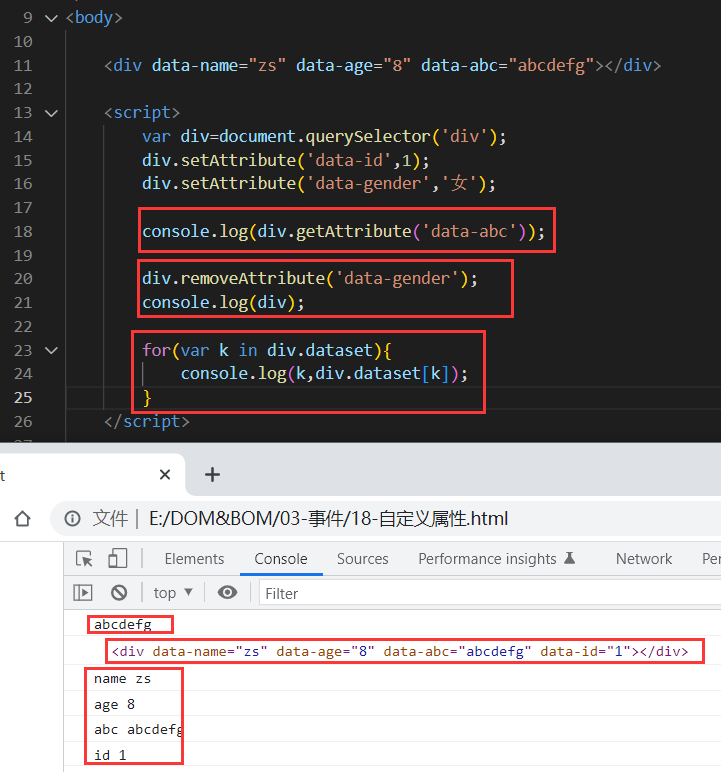 9 <body>
10
11 <div data-name="zs" data-age="8" data-abc="abcdefg"></div>
12
13 <script>
14 var div=document.querySelector('div');
15 div.setAttribute('data-id',1);
16 div.setAttribute('data-gender','女');
17
18 console.log(div.getAttribute('data-abc'));
19
20 div.removeAttribute('data-gender');
21 console.log(div);
22
23 for(var k in div.dataset){
24 console.log(k,div.dataset[k]);
25 }
26 </script>
t
文件 | E:/DOM&BOM/03-事件/18-自定义属性.html
Elements Console Sources Performance insights Network Per
top Filter
abcdefg
<div data-name="zs" data-age="8" data-abc="abcdefg" data-id="1"></div>
name zs
age 8
abc abcdefg
id 1